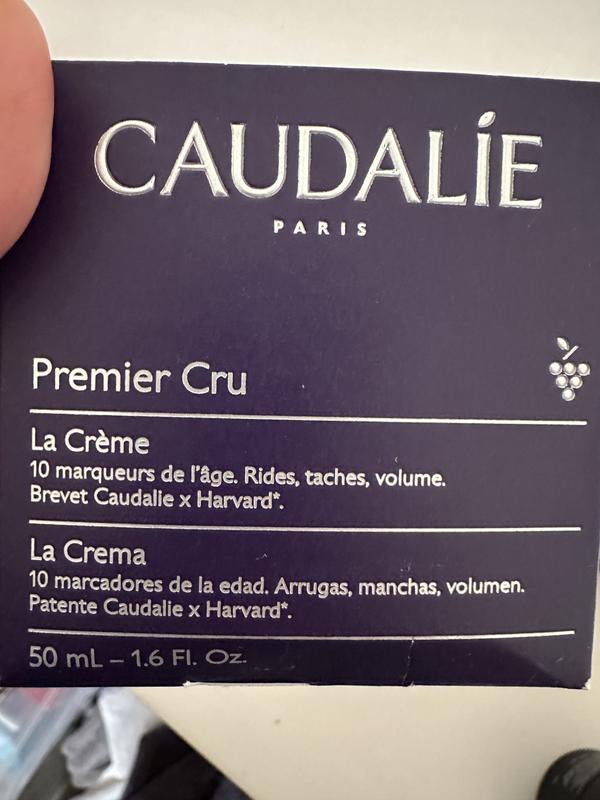 CAUDALÍE
PARIS
Premier Cru
La Crème
10 marqueurs de l'âge. Rides, taches, volume.
Brevet Caudalie x Harvard*.
La Crema
10 marcadores de la edad. Arrugas, manchas, volumen.
Patente Caudalie x Harvard*.
50 mL – 1.6 Fl. Oz.